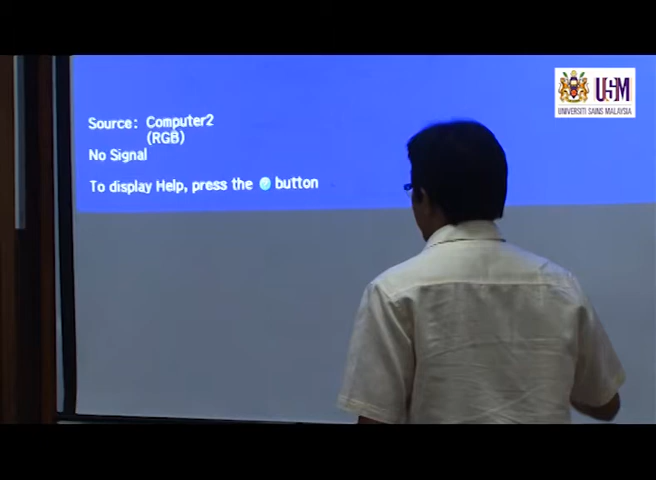 Source: Computer2
(RGB)
No Signal
To display Help, press the ? button
USM
UNIVERSITI SAINS MALAYSIA